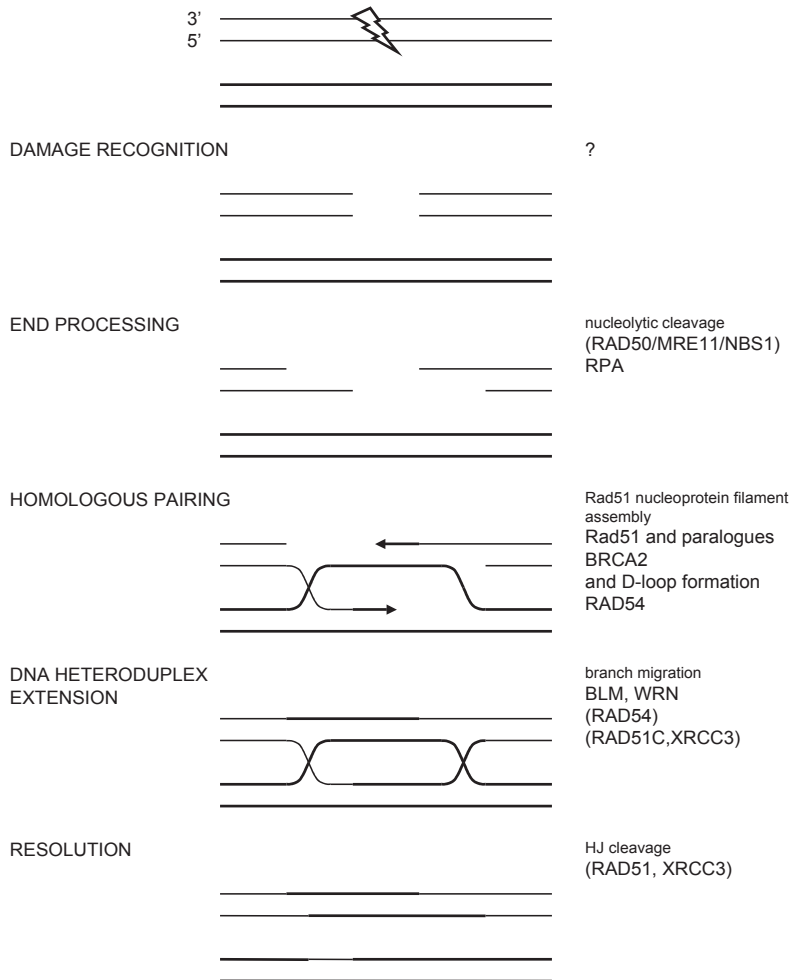 3’
5’
DAMAGE RECOGNITION
?
END PROCESSING
nucleolytic cleavage
(RAD50/MRE11/NBS1)
RPA
HOMOLOGOUS PAIRING
Rad51 nucleoprotein filament
assembly
Rad51 and paralogues
BRCA2
and D-loop formation
RAD54
DNA HETERODUPLEX
EXTENSION
branch migration
BLM, WRN
(RAD54)
(RAD51C,XRCC3)
RESOLUTION
HJ cleavage
(RAD51, XRCC3)